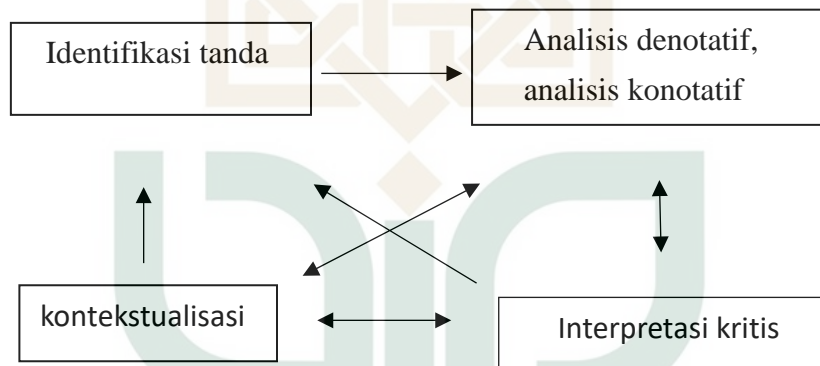 Identifikasi tanda
Analisis denotatif,
analisis konotatif
kontekstualisasi
Interpretasi kritis